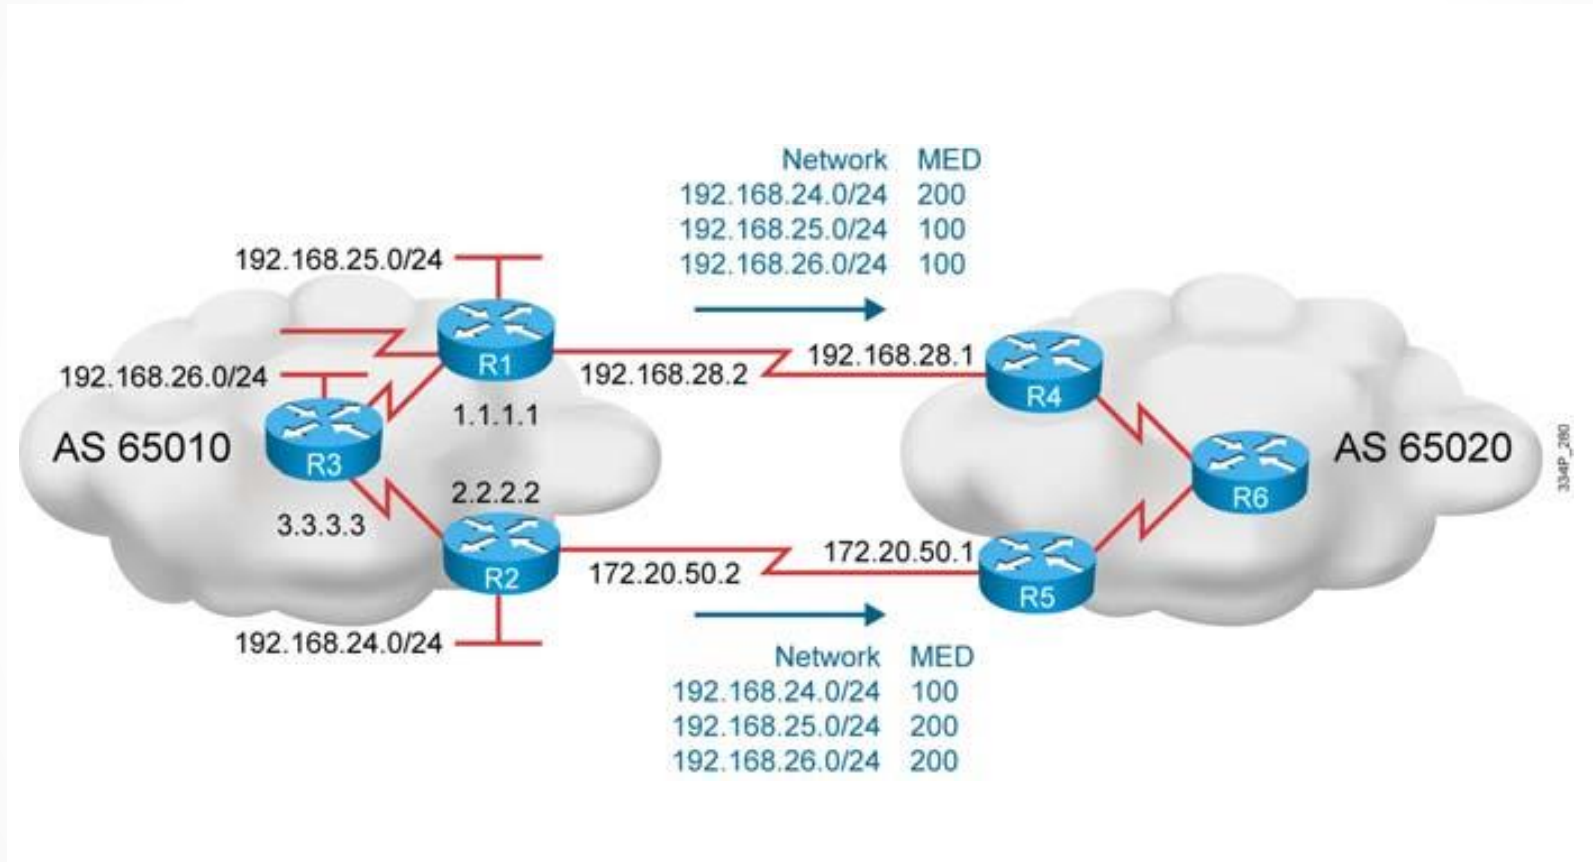 Network MED
192.168.24.0/24 200
192.168.25.0/24 100
192.168.26.0/24 100
192.168.25.0/24
192.168.26.0/24
R1
192.168.28.2
192.168.28.1
R4
1.1.1.1
AS 65010
R3
AS 65020
R6
334P_280
2.2.2.2
3.3.3.3
R2
172.20.50.2
172.20.50.1
R5
192.168.24.0/24
Network MED
192.168.24.0/24 100
192.168.25.0/24 200
192.168.26.0/24 200